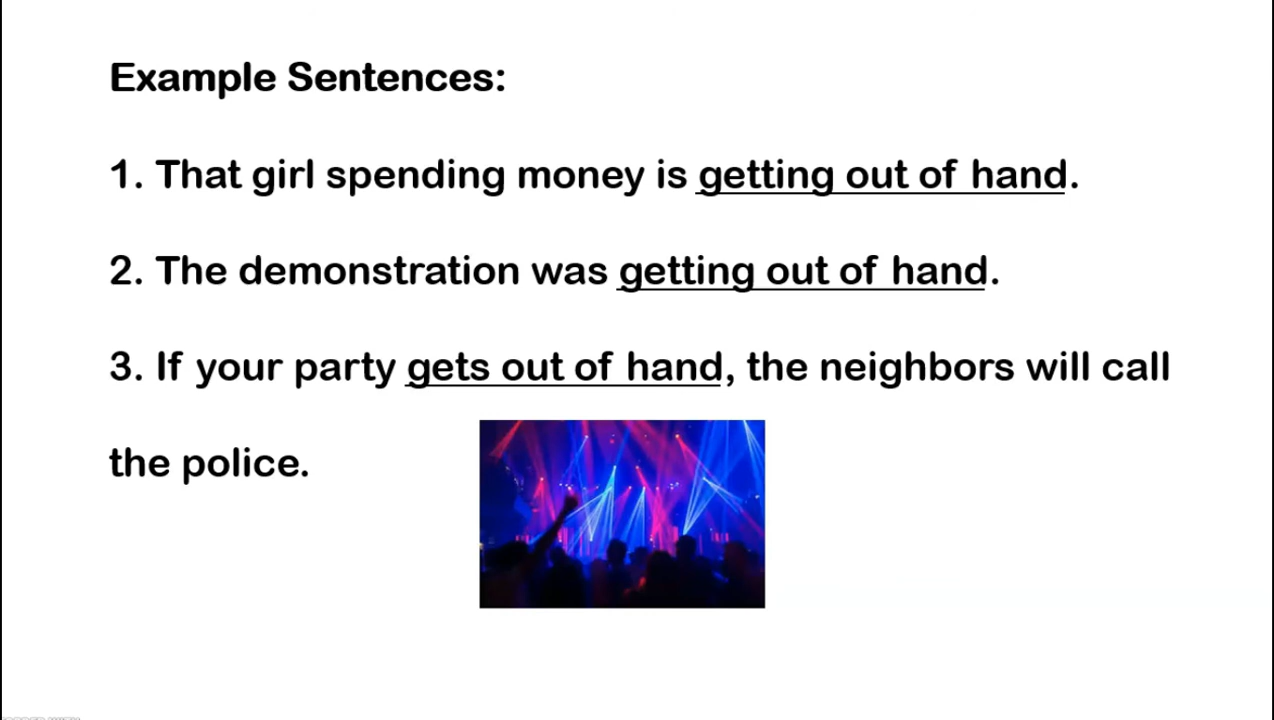 Example Sentences:
1. That girl spending money is getting out of hand.
2. The demonstration was getting out of hand.
3. If your party gets out of hand, the neighbors will call
the police.